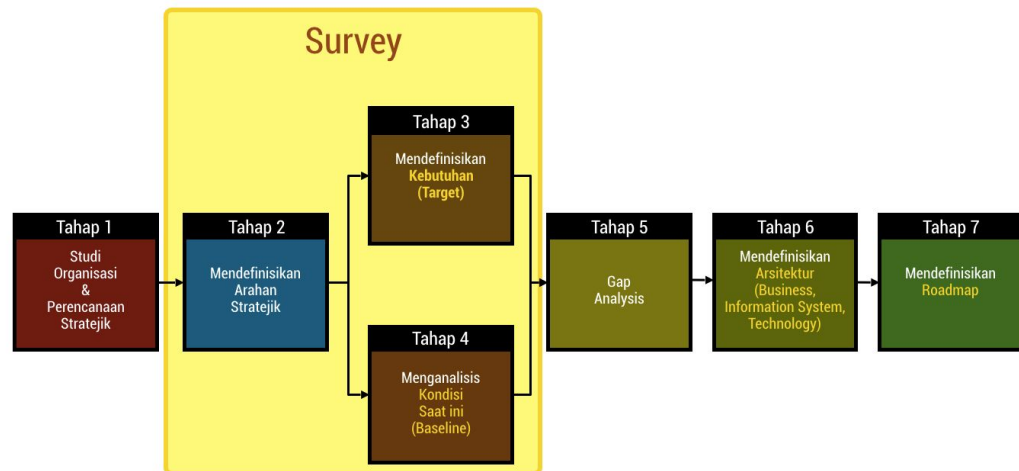 Survey
Tahap 1
Studi
Organisasi
&
Perencanaan
Stratejik
Tahap 2
Mendefinisikan
Arahan
Stratejik
Tahap 3
Mendefinisikan
Kebutuhan
(Target)
Tahap 4
Menganalisis
Kondisi
Saat ini
(Baseline)
Tahap 5
Gap
Analysis
Tahap 6
Mendefinisikan
Arsitektur
(Business,
Information System,
Technology)
Tahap 7
Mendefinisikan
Roadmap